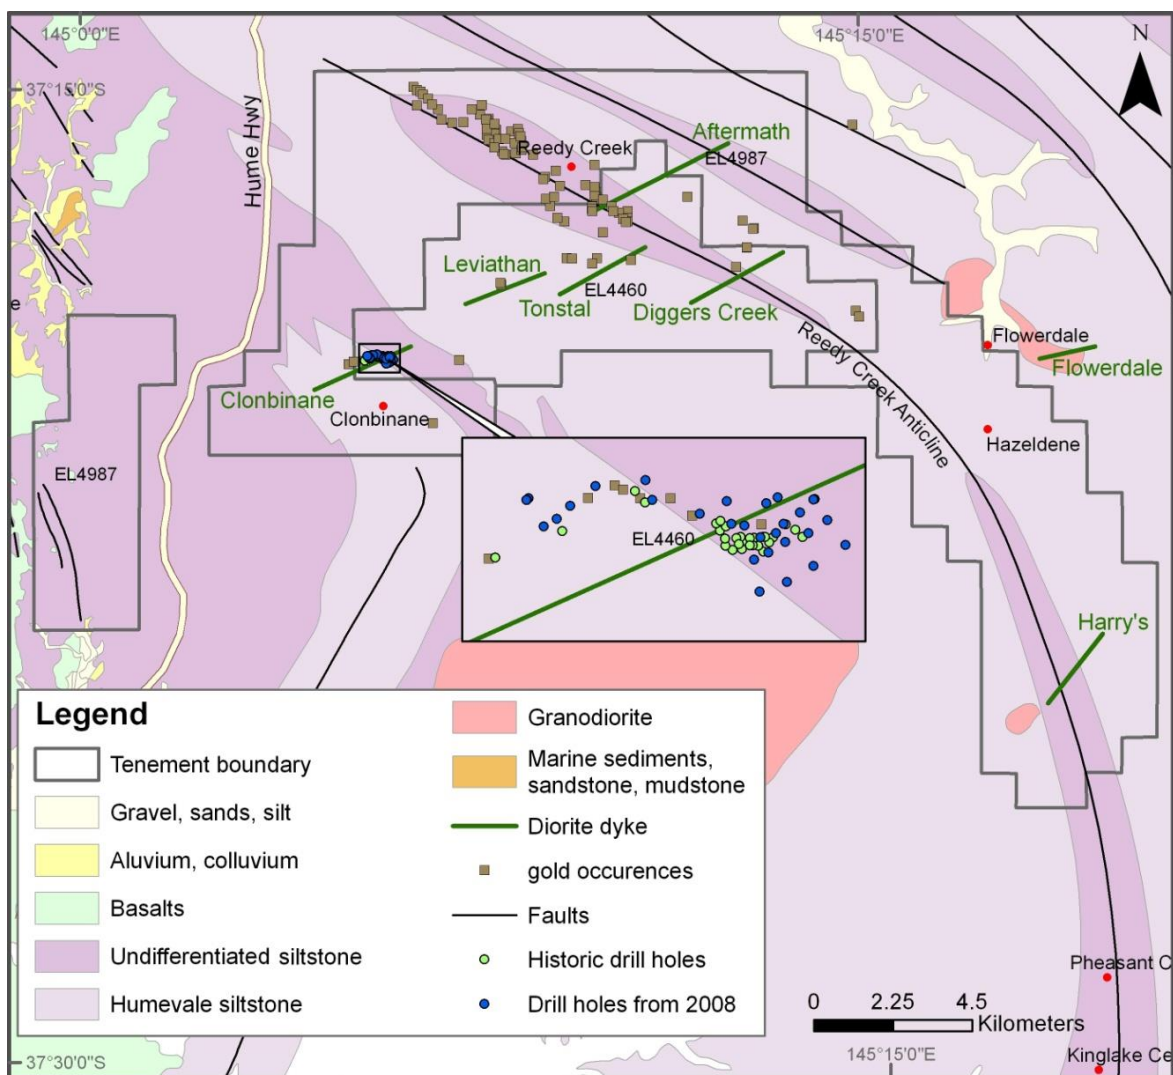 145°0'0"E
145°15'0"E
N
37°15'0"S
Hume Hwy
Aftermath
EL4987
Reedy Creek
Leviathan
Tonstal
EL4460
Diggers Creek
Reedy Creek Anticline
Flowerdale
Flowerdale
Clonbinane
Clonbinane
Hazeldene
EL4987
EL4460
Harry's
Legend
Tenement boundary
Gravel, sands, silt
Aluvium, colluvium
Basalts
Undifferentiated siltstone
Humevale siltstone
Granodiorite
Marine sediments,
sandstone, mudstone
Diorite dyke
gold occurences
Faults
Historic drill holes
Drill holes from 2008
Pheasant C
0 2.25 4.5
Kilometers
37°30'0"S
145°15'0"E
Kinglake Ce